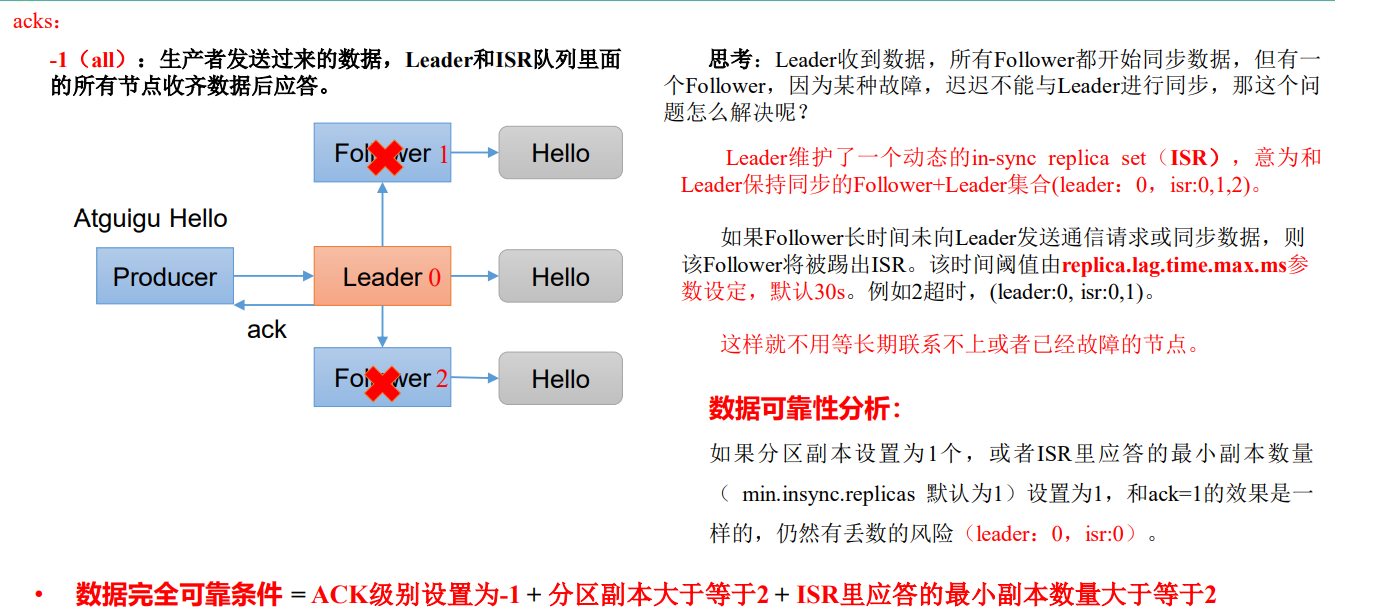 acks：
-1（all）：生产者发送过来的数据，Leader和ISR队列里面
的所有节点收齐数据后应答。
Follower 1
Hello
Atguigu Hello
Producer
Leader 0
Hello
ack
Follower 2
Hello
思考：Leader收到数据，所有Follower都开始同步数据，但有一
个Follower，因为某种故障，迟迟不能与Leader进行同步，那这个问
题怎么解决呢？
Leader维护了一个动态的in-sync replica set（ISR），意为和
Leader保持同步的Follower+Leader集合(leader：0，isr:0,1,2)。
如果Follower长时间未向Leader发送通信请求或同步数据，则
该Follower将被踢出ISR。该时间阈值由replica.lag.time.max.ms参
数设定，默认30s。例如2超时，(leader:0, isr:0,1)。
这样就不用等长期联系不上或者已经故障的节点。
数据可靠性分析：
如果分区副本设置为1个，或者ISR里应答的最小副本数量
（ min.insync.replicas 默认为1）设置为1，和ack=1的效果是一
样的，仍然有丢数的风险（leader：0，isr:0）。
• 数据完全可靠条件 = ACK级别设置为-1 + 分区副本大于等于2 + ISR里应答的最小副本数量大于等于2